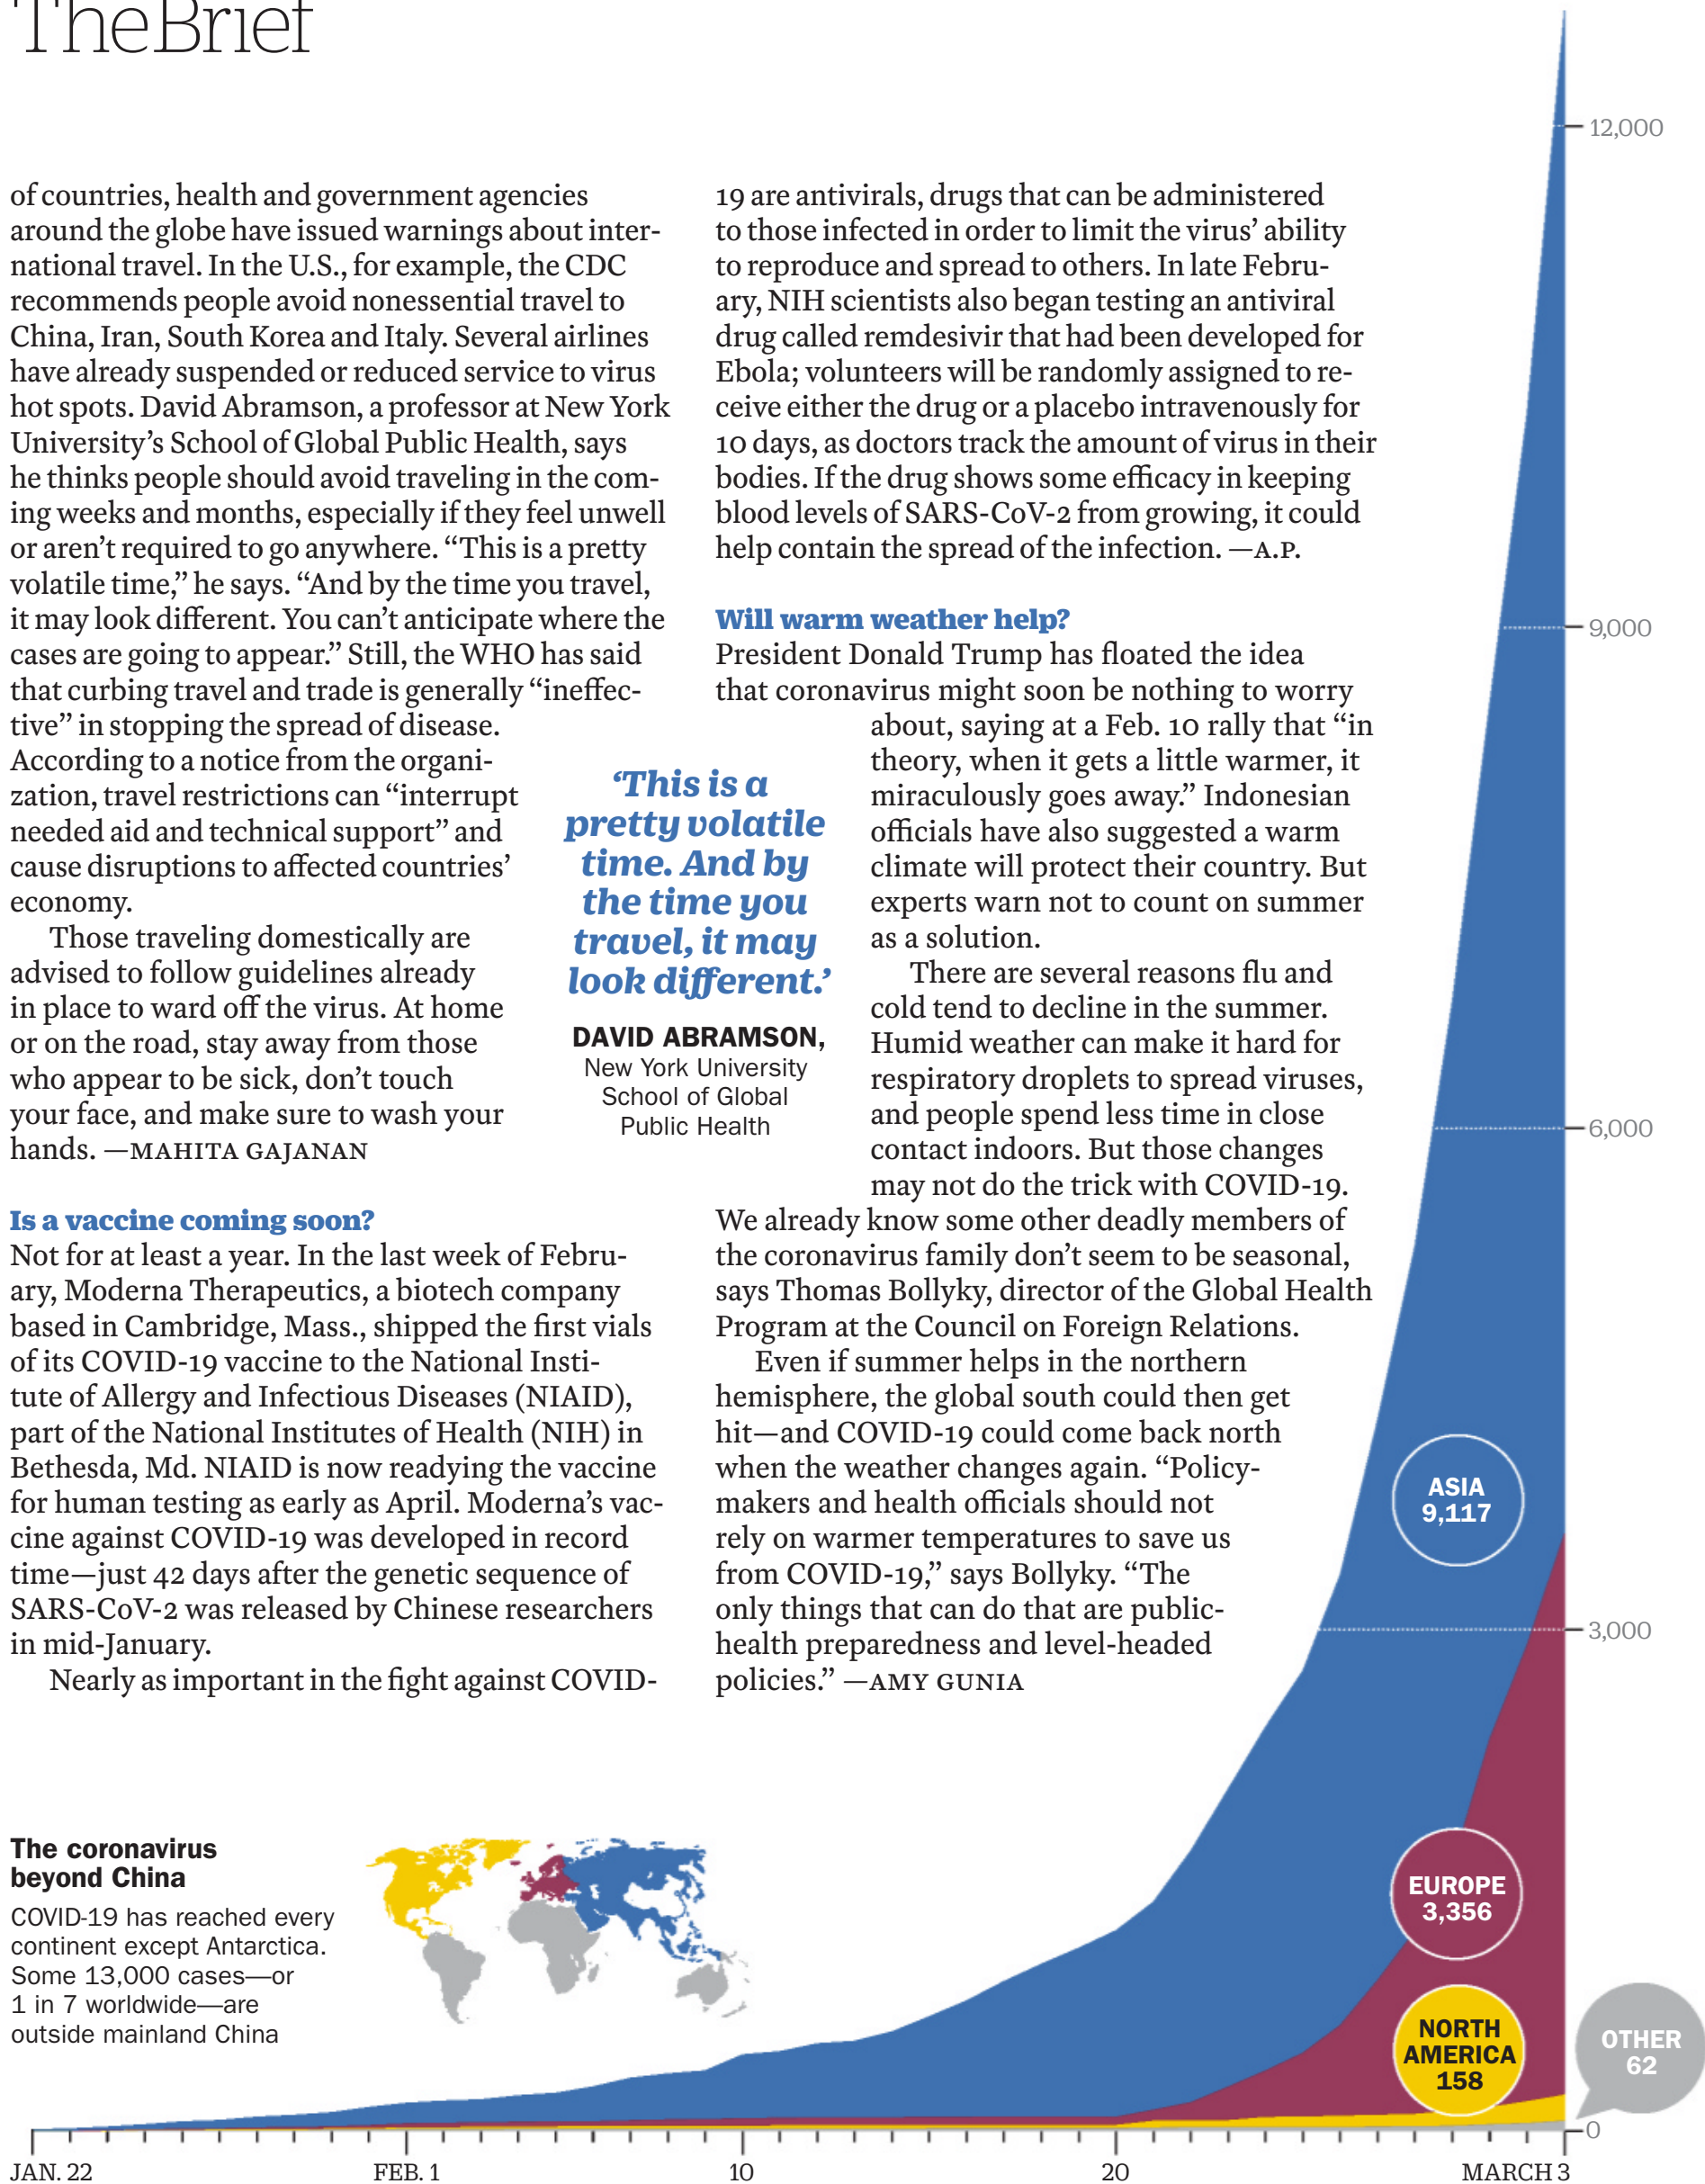 TheBrief
of countries, health and government agencies
around the globe have issued warnings about inter-
national travel. In the U.S., for example, the CDC
recommends people avoid nonessential travel to
China, Iran, South Korea and Italy. Several airlines
have already suspended or reduced service to virus
hot spots. David Abramson, a professor at New York
University’s School of Global Public Health, says
he thinks people should avoid traveling in the com-
ing weeks and months, especially if they feel unwell
or aren’t required to go anywhere. “This is a pretty
volatile time,” he says. “And by the time you travel,
it may look different. You can’t anticipate where the
cases are going to appear.” Still, the WHO has said
that curbing travel and trade is generally “ineffec-
tive” in stopping the spread of disease.
According to a notice from the organi-
zation, travel restrictions can “interrupt
needed aid and technical support” and
cause disruptions to affected countries’
economy.
Those traveling domestically are
advised to follow guidelines already
in place to ward off the virus. At home
or on the road, stay away from those
who appear to be sick, don’t touch
your face, and make sure to wash your
hands. —MAHITA GAJANAN
Is a vaccine coming soon?
Not for at least a year. In the last week of Febru-
ary, Moderna Therapeutics, a biotech company
based in Cambridge, Mass., shipped the first vials
of its COVID-19 vaccine to the National Insti-
tute of Allergy and Infectious Diseases (NIAID),
part of the National Institutes of Health (NIH) in
Bethesda, Md. NIAID is now readying the vaccine
for human testing as early as April. Moderna’s vac-
cine against COVID-19 was developed in record
time—just 42 days after the genetic sequence of
SARS-CoV-2 was released by Chinese researchers
in mid-January.
Nearly as important in the fight against COVID-
19 are antivirals, drugs that can be administered
to those infected in order to limit the virus’ ability
to reproduce and spread to others. In late Febru-
ary, NIH scientists also began testing an antiviral
drug called remdesivir that had been developed for
Ebola; volunteers will be randomly assigned to re-
ceive either the drug or a placebo intravenously for
10 days, as doctors track the amount of virus in their
bodies. If the drug shows some efficacy in keeping
blood levels of SARS-CoV-2 from growing, it could
help contain the spread of the infection. —A.P.
Will warm weather help?
President Donald Trump has floated the idea
that coronavirus might soon be nothing to worry
about, saying at a Feb. 10 rally that “in
theory, when it gets a little warmer, it
miraculously goes away.” Indonesian
officials have also suggested a warm
climate will protect their country. But
experts warn not to count on summer
as a solution.
There are several reasons flu and
cold tend to decline in the summer.
Humid weather can make it hard for
respiratory droplets to spread viruses,
and people spend less time in close
contact indoors. But those changes
may not do the trick with COVID-19.
We already know some other deadly members of
the coronavirus family don’t seem to be seasonal,
says Thomas Bollyky, director of the Global Health
Program at the Council on Foreign Relations.
Even if summer helps in the northern
hemisphere, the global south could then get
hit—and COVID-19 could come back north
when the weather changes again. “Policy-
makers and health officials should not
rely on warmer temperatures to save us
from COVID-19,” says Bollyky. “The
only things that can do that are public-
health preparedness and level-headed
policies.” —AMY GUNIA
‘This is a
pretty volatile
time. And by
the time you
travel, it may
look different.’
DAVID ABRAMSON,
New York University
School of Global
Public Health
The coronavirus
beyond China
COVID-19 has reached every
continent except Antarctica.
Some 13,000 cases—or
1 in 7 worldwide—are
outside mainland China
12,000
9,000
6,000
3,000
0
ASIA
9,117
EUROPE
3,356
NORTH
AMERICA
158
OTHER
62
JAN. 22
FEB. 1
10
20
MARCH 3